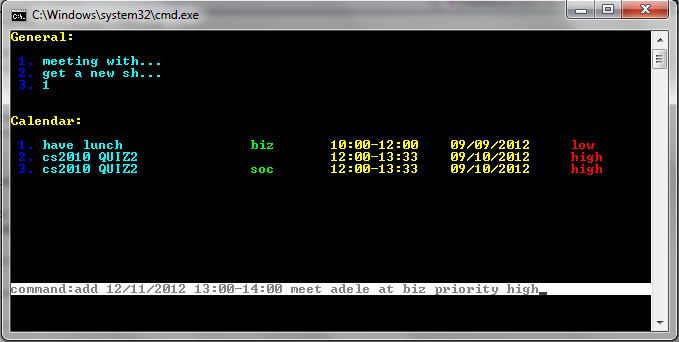 C:\Windows\system32\cmd.exe
General:
1. meeting with...
2. get a new sh...
3. 1
Calendar:
1. have lunch biz 10:00-12:00 09/09/2012 low
2. cs2010 QUIZ2 12:00-13:33 09/10/2012 high
3. cs2010 QUIZ2 soc 12:00-13:33 09/10/2012 high
command:add 12/11/2012 13:00-14:00 meet adele at biz priority high_